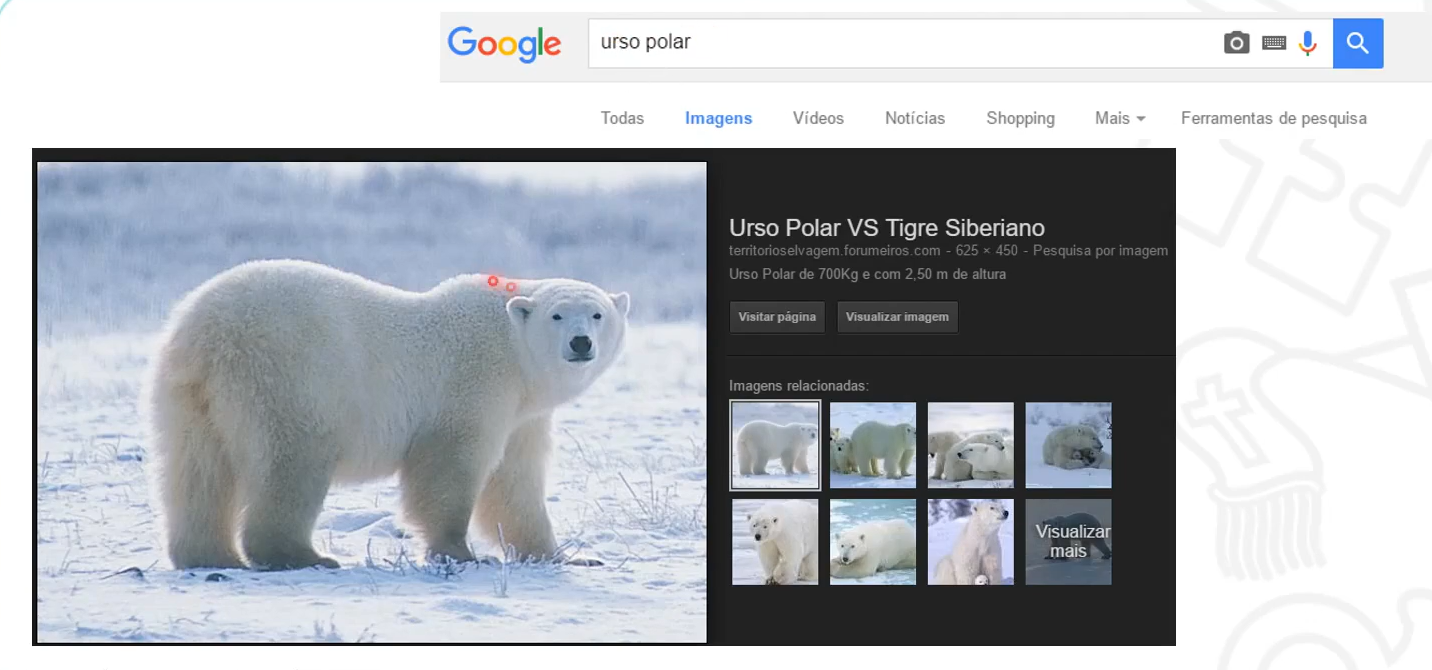 Google
urso polar
Todas Imagens Vídeos Notícias Shopping Mais Ferramentas de pesquisa
Urso Polar VS Tigre Siberiano
territorioselvagem.forumeiros.com - 625 × 450 - Pesquisa por imagem
Urso Polar de 700Kg e com 2,50 m de altura
Visitar página Visualizar imagem
Imagens relacionadas:
Visualizar
mais